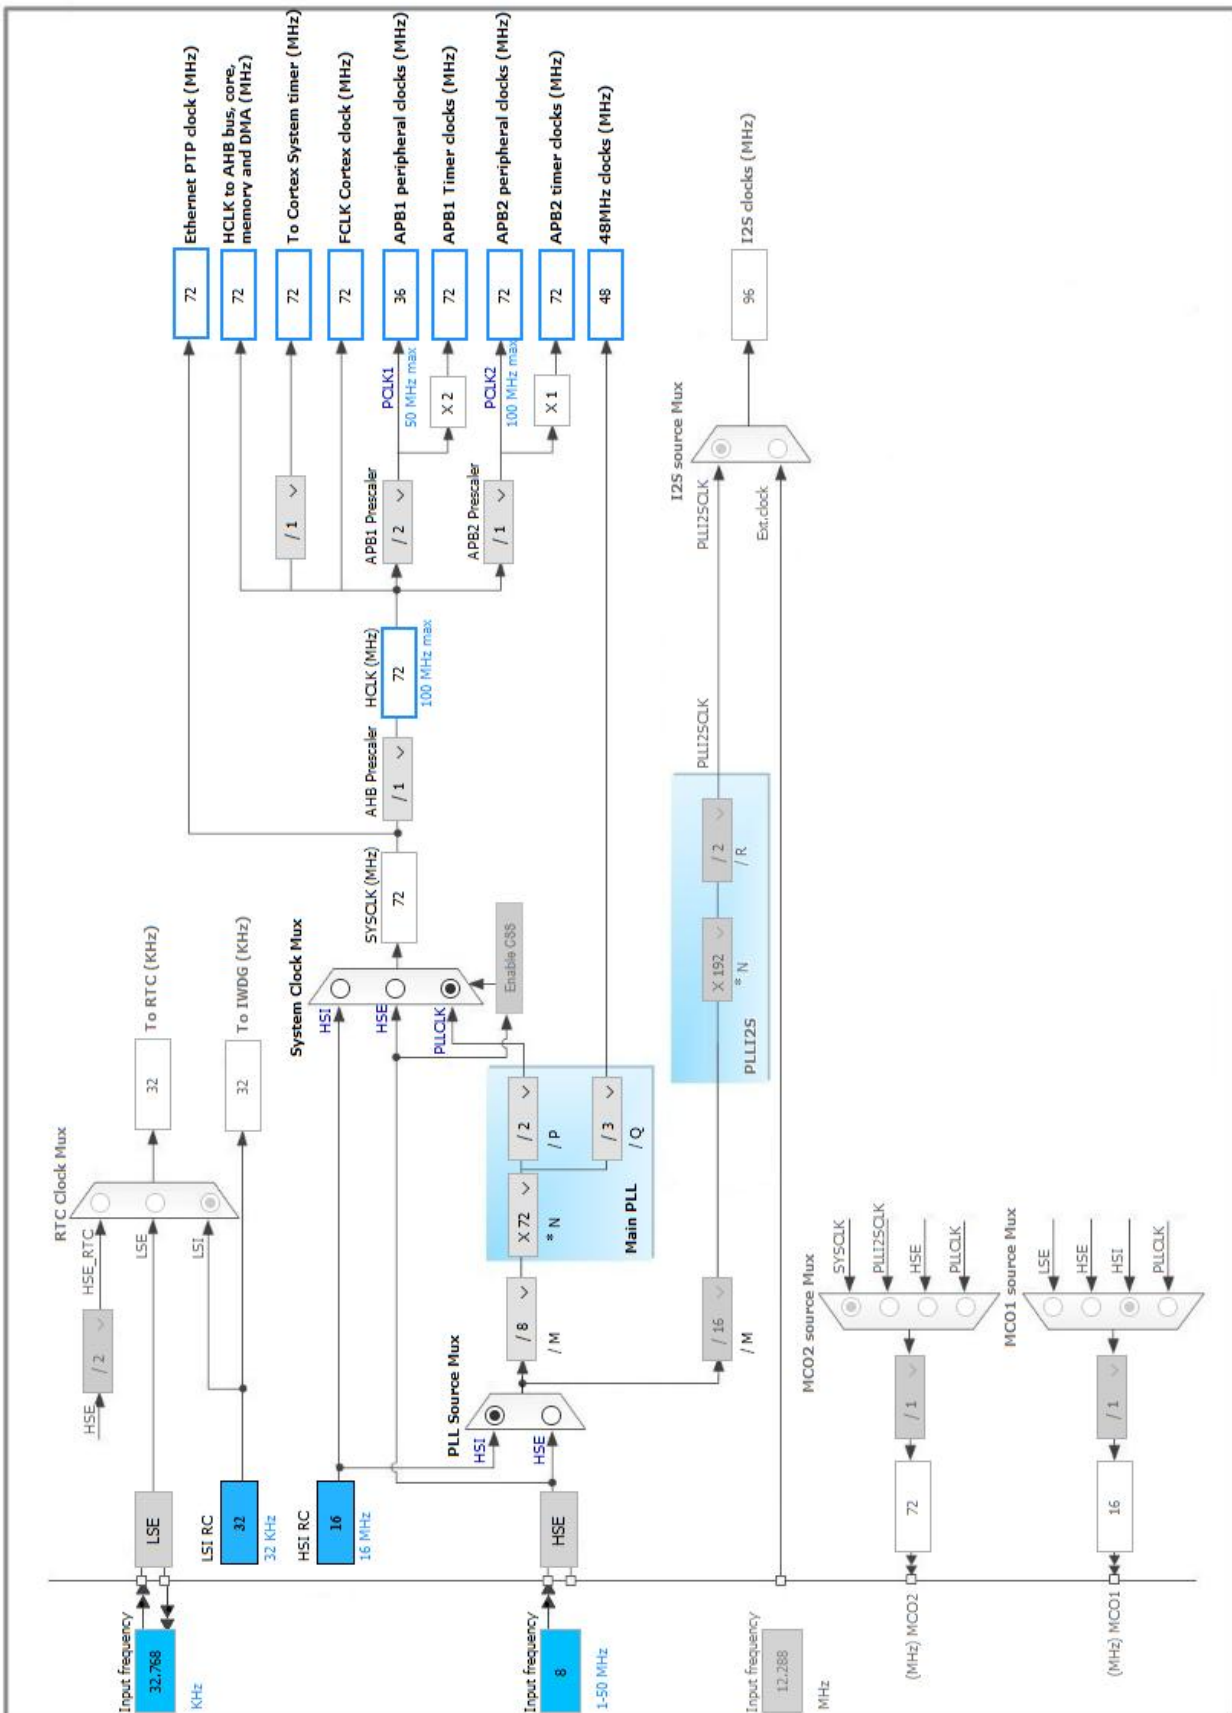 Input frequency
32.768
KHz
LSE
HSE
/ 2
HSE_RTC
LSE
LSI
RTC Clock Mux
32
To RTC (KHz)
LSI RC
32
32 KHz
32
To IWDG (KHz)
HSI RC
16
16 MHz
System Clock Mux
HSI
HSE
PLLCLK
Enable CSS
SYSCLK (MHz)
72
AHB Prescaler
/ 1
HCLK (MHz)
72
100 MHz max
72
Ethernet PTP clock (MHz)
72
HCLK to AHB bus, core,
memory and DMA (MHz)
/ 1
72
To Cortex System timer (MHz)
72
FCLK Cortex clock (MHz)
APB1 Prescaler
/ 2
PCLK1
50 MHz max
36
APB1 peripheral clocks (MHz)
X 2
72
APB1 Timer clocks (MHz)
APB2 Prescaler
/ 1
PCLK2
100 MHz max
72
APB2 peripheral clocks (MHz)
X 1
72
APB2 timer clocks (MHz)
48
48MHz clocks (MHz)
Input frequency
8
1-50 MHz
HSE
PLL Source Mux
HSI
HSE
/ 8
/ M
X 72
* N
/ 2
/ P
/ 3
/ Q
Main PLL
/ 16
/ M
X 192
* N
/ 2
/ R
PLLI2S
PLLI2SCLK
PLLI2SCLK
Ext.clock
I2S source Mux
96
I2S clocks (MHz)
Input frequency
12.288
MHz
MCO2 source Mux
SYSCLK
PLLI2SCLK
HSE
PLLCLK
/ 1
72
(MHz) MCO2
MCO1 source Mux
LSE
HSE
HSI
PLLCLK
/ 1
16
(MHz) MCO1